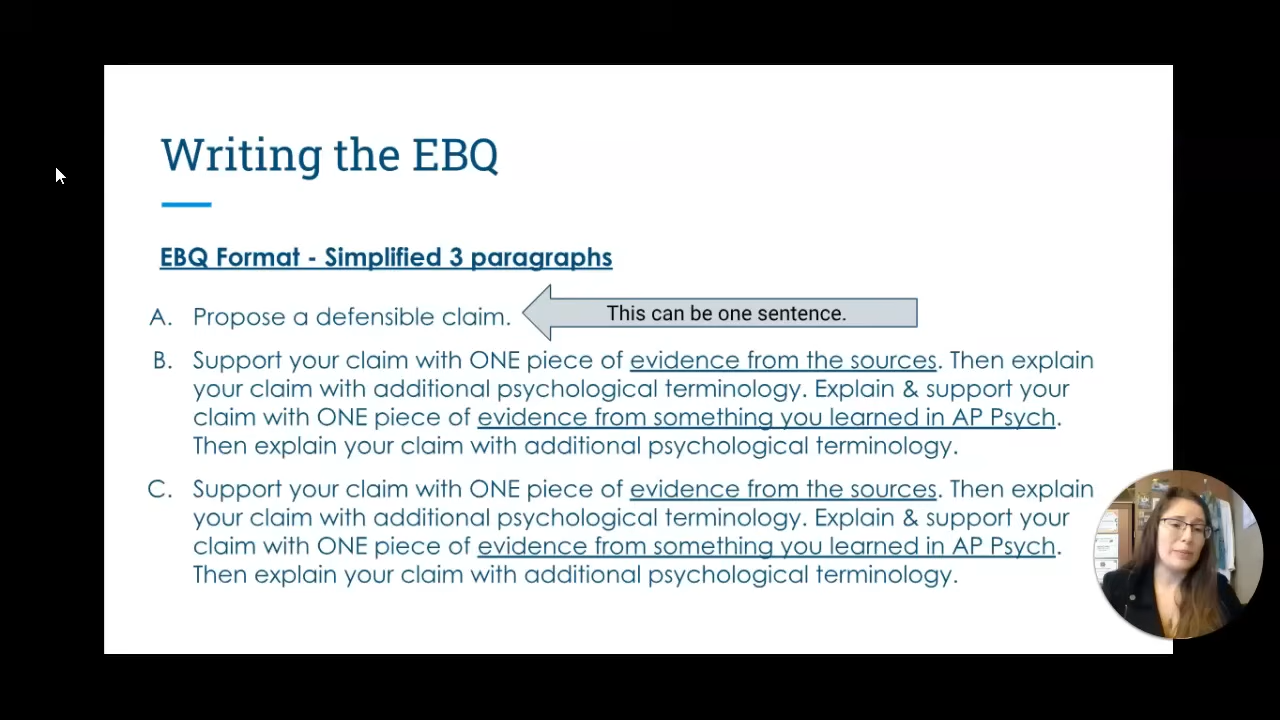 Writing the EBQ
EBQ Format - Simplified 3 paragraphs
A. Propose a defensible claim.
This can be one sentence.
B. Support your claim with ONE piece of evidence from the sources. Then explain
your claim with additional psychological terminology. Explain & support your
claim with ONE piece of evidence from something you learned in AP Psych.
Then explain your claim with additional psychological terminology.
C. Support your claim with ONE piece of evidence from the sources. Then explain
your claim with additional psychological terminology. Explain & support your
claim with ONE piece of evidence from something you learned in AP Psych.
Then explain your claim with additional psychological terminology.